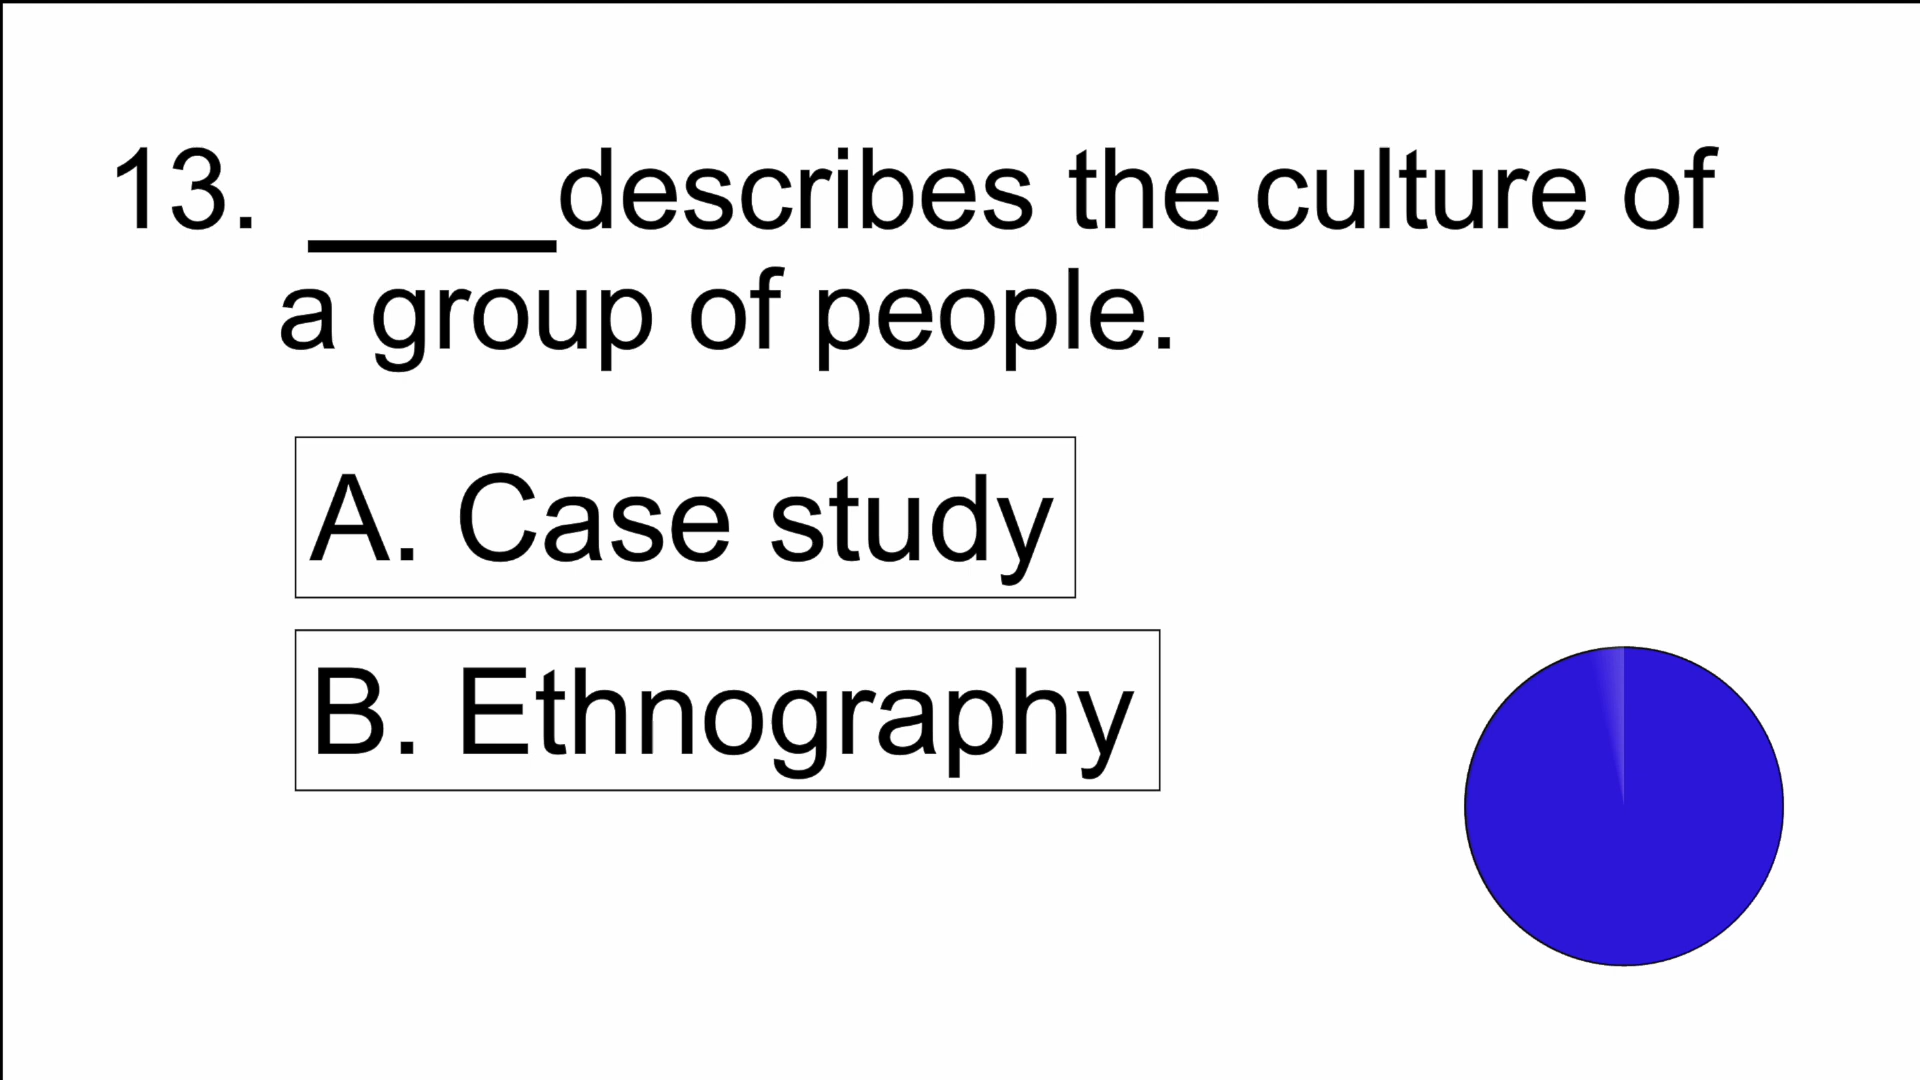 13. ____describes the culture of
a group of people.
A. Case study
B. Ethnography